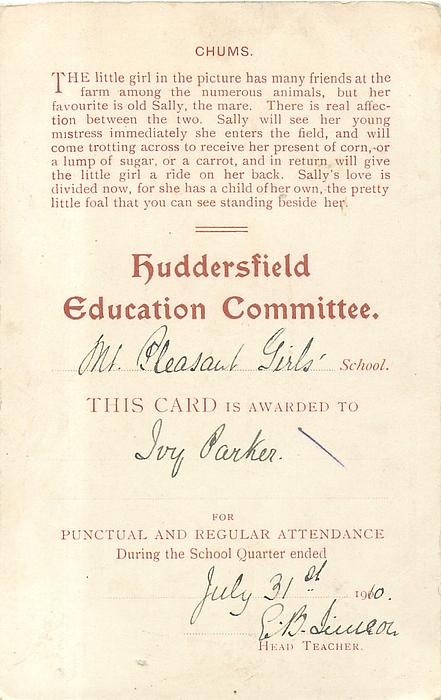 CHUMS.
THE little girl in the picture has many friends at the
farm among the numerous animals, but her
favourite is old Sally, the mare. There is real affec-
tion between the two. Sally will see her young
mistress immediately she enters the field, and will
come trotting across to receive her present of corn, or
a lump of sugar, or a carrot, and in return will give
the little girl a ride on her back. Sally's love is
divided now, for she has a child of her own, the pretty
little foal that you can see standing beside her.
Huddersfield
Education Committee.
Mt. Pleasant Girls' School.
THIS CARD IS AWARDED TO
Ivy Parker.
FOR
PUNCTUAL AND REGULAR ATTENDANCE
During the School Quarter ended
July 31st 1910.
E. B.
HEAD TEACHER.